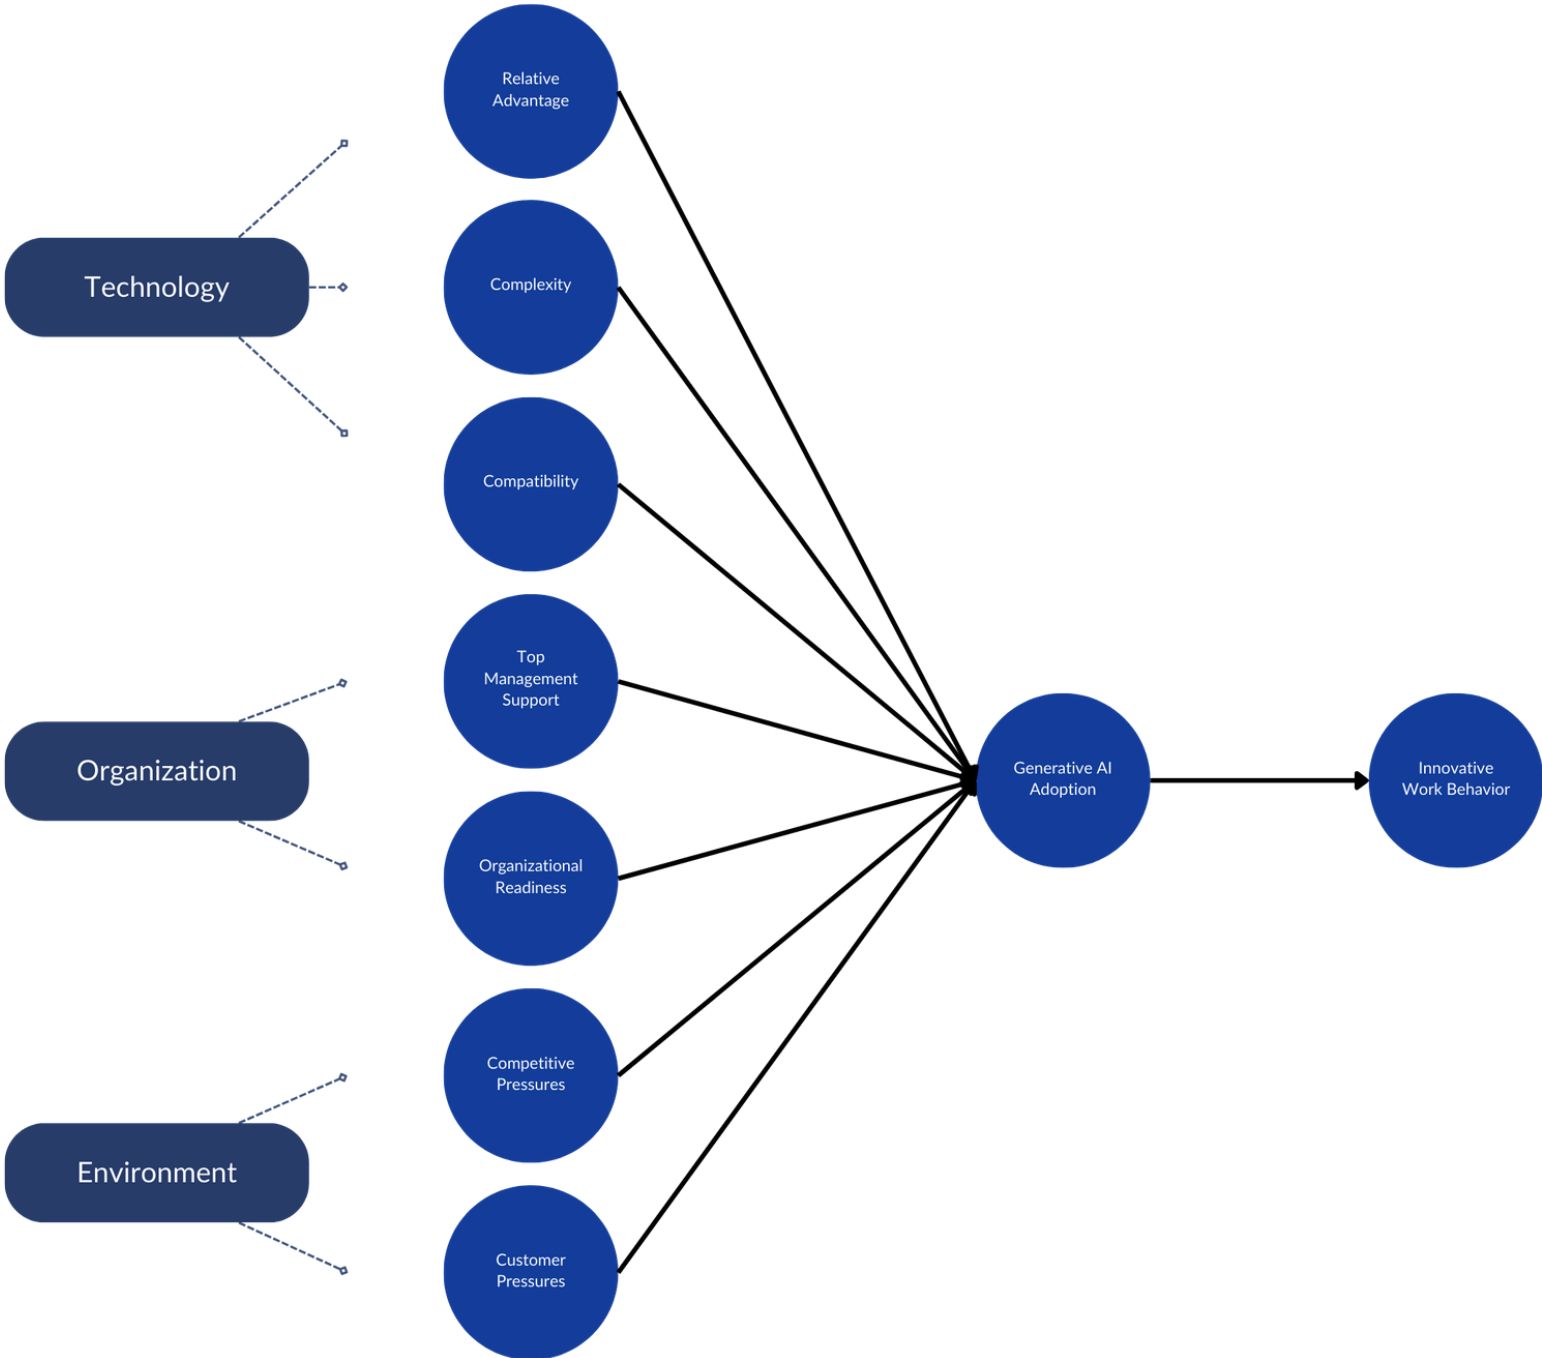 Relative
Advantage
Technology
Complexity
Compatibility
Organization
Top
Management
Support
Organizational
Readiness
Environment
Competitive
Pressures
Customer
Pressures
Generative AI
Adoption
Innovative
Work Behavior